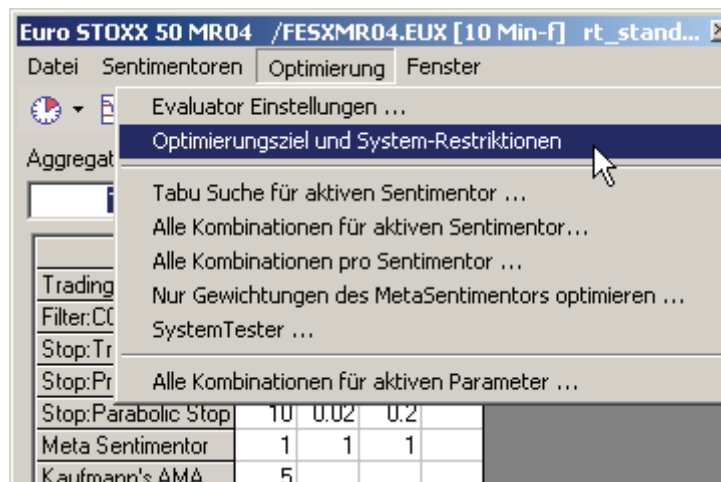 Euro STOXX 50 MR04 /FESXMR04.EUX [10 Min-f] rt_stand...
Datei Sentimentoren Optimierung Fenster
Evaluator Einstellungen ...
Optimierungsziel und System-Restriktionen
Aggregat
Tabu Suche für aktiven Sentimentor ...
Alle Kombinationen für aktiven Sentimentor...
Alle Kombinationen pro Sentimentor ...
Nur Gewichtungen des MetaSentimentors optimieren ...
SystemTester ...
Alle Kombinationen für aktiven Parameter ...
Trading
Filter:CC
Stop:Tr
Stop:Pr
Stop:Parabolic Stop 10 0.02 0.2
Meta Sentimentor 1 1 1
Kaufmann's AMA 5